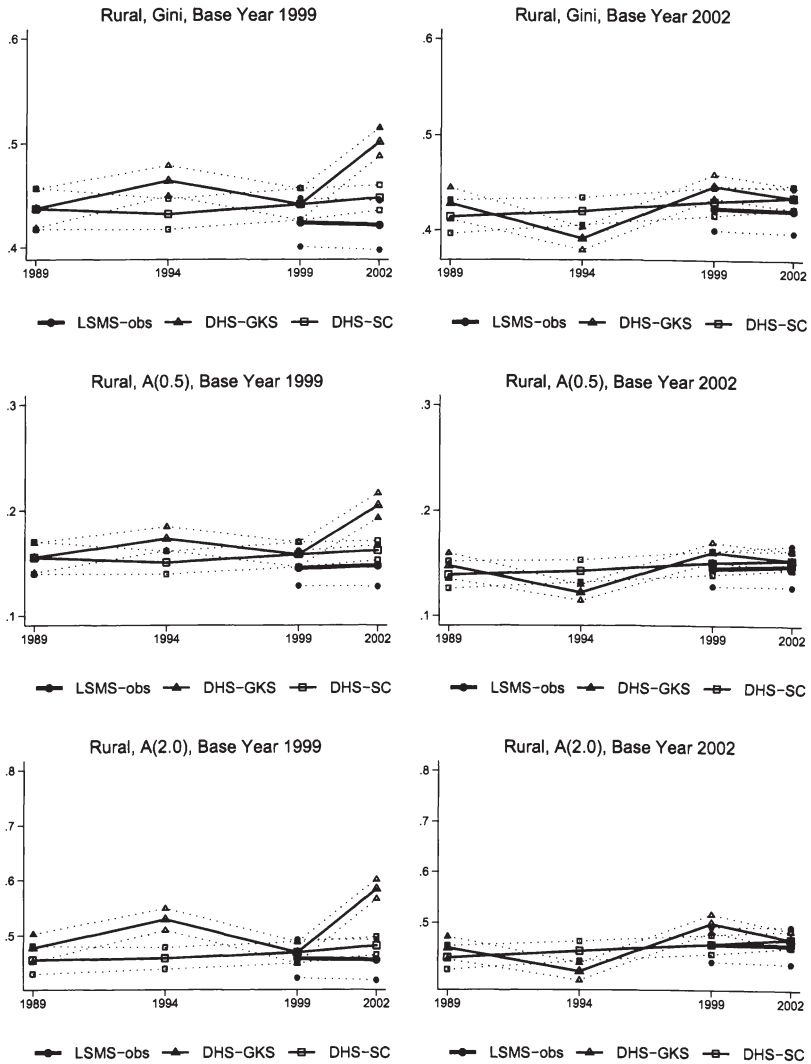 Rural, Gini, Base Year 1999
.6
.5
.4
1989 1994 1999 2002
LSMS-obs DHS-GKS DHS-SC
Rural, Gini, Base Year 2002
.6
.5
.4
1989 1994 1999 2002
LSMS-obs DHS-GKS DHS-SC
Rural, A(0.5), Base Year 1999
.3
.2
.1
1989 1994 1999 2002
LSMS-obs DHS-GKS DHS-SC
Rural, A(0.5), Base Year 2002
.3
.2
.1
1989 1994 1999 2002
LSMS-obs DHS-GKS DHS-SC
Rural, A(2.0), Base Year 1999
.8
.7
.6
.5
1989 1994 1999 2002
LSMS-obs DHS-GKS DHS-SC
Rural, A(2.0), Base Year 2002
.8
.7
.6
.5
1989 1994 1999 2002
LSMS-obs DHS-GKS DHS-SC